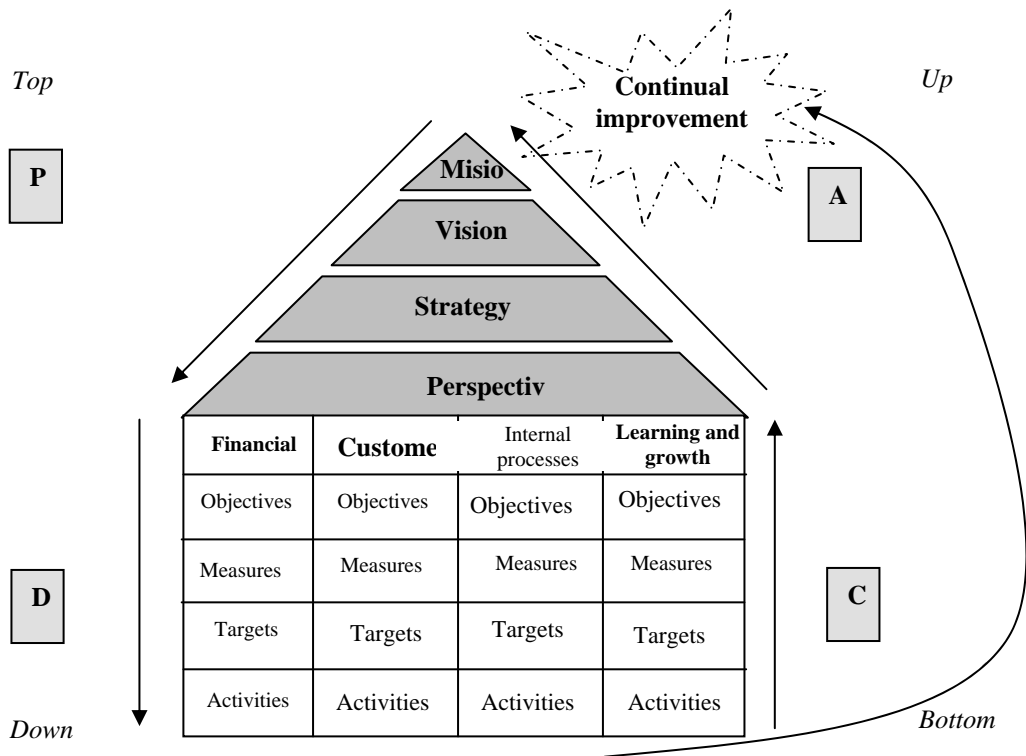 Top
Up
Continual
improvement
P
A
Misio
Vision
Strategy
Perspectiv
Financial
Custome
Internal
processes
Learning and
growth
Objectives Objectives Objectives Objectives
Measures Measures Measures Measures
D
C
Targets Targets Targets Targets
Activities Activities Activities Activities
Down
Bottom